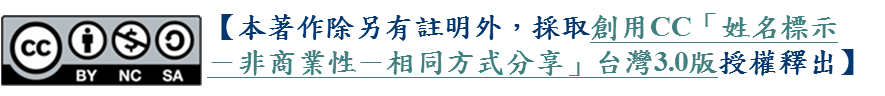 【本著作除另有註明外,採取創用CC「姓名標示
-非商業性-相同方式分享」台灣3.0版授權釋出】
cc
BY NC SA